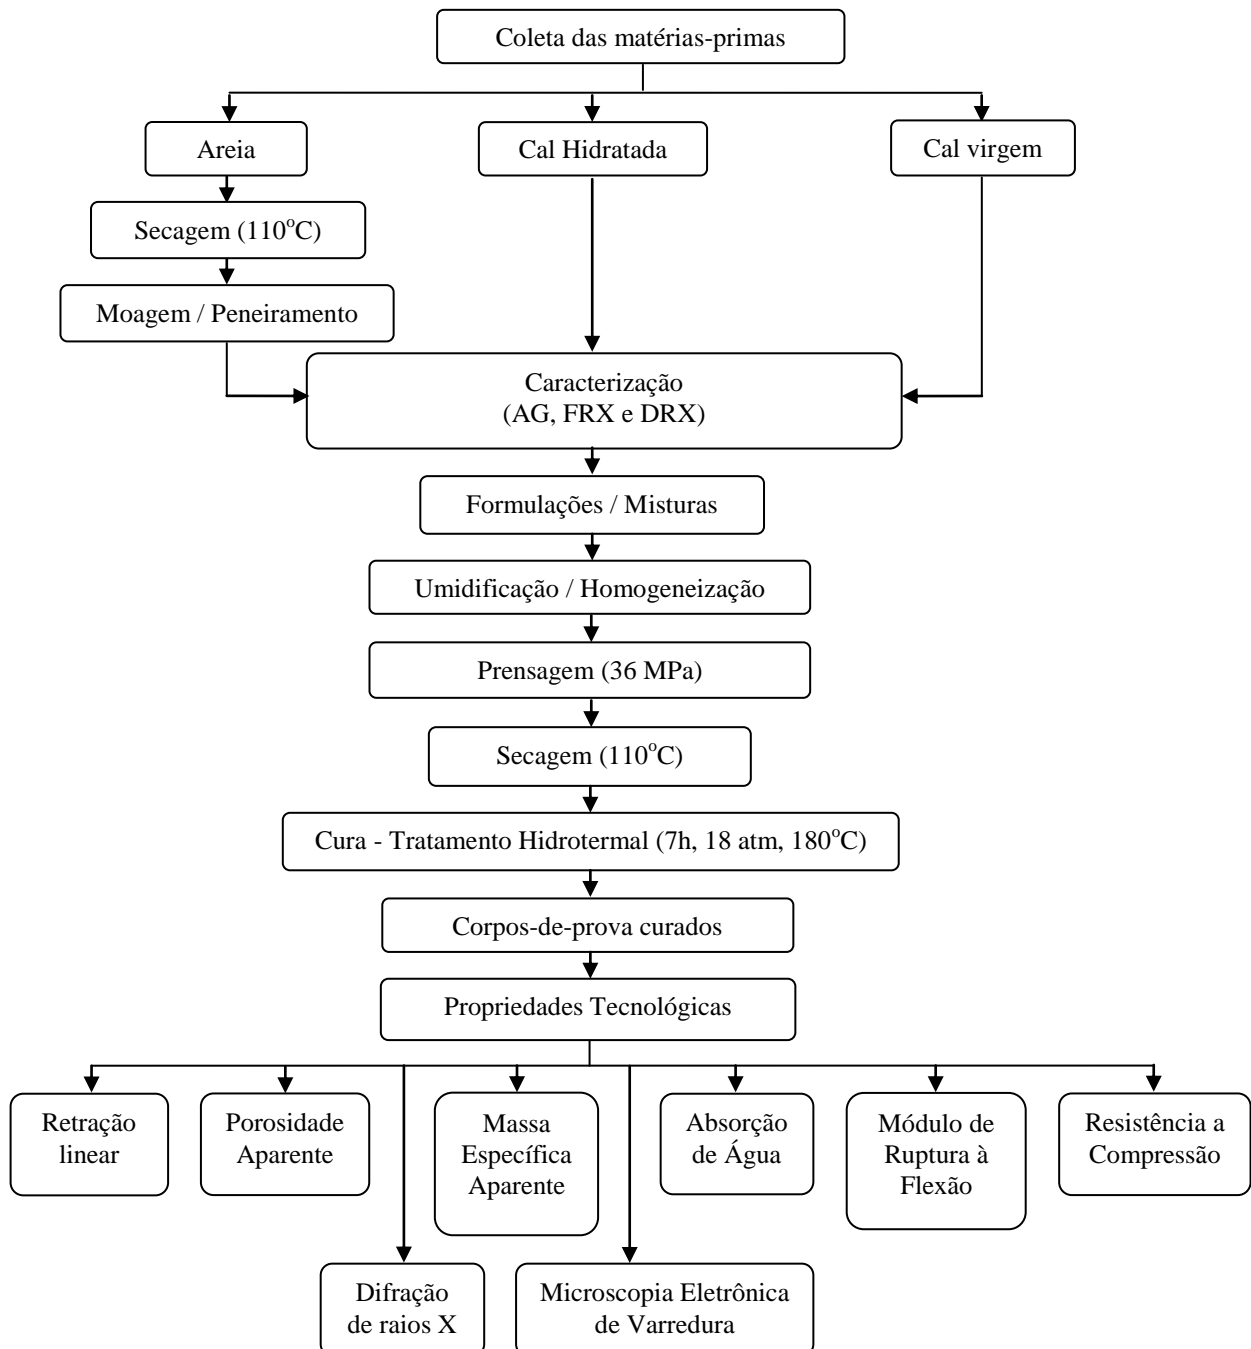 Coleta das matérias-primas
Areia
Cal Hidratada
Cal virgem
Secagem (110°C)
Moagem / Peneiramento
Caracterização
(AG, FRX e DRX)
Formulações / Misturas
Umidificação / Homogeneização
Prensagem (36 MPa)
Secagem (110°C)
Cura - Tratamento Hidrotermal (7h, 18 atm, 180°C)
Corpos-de-prova curados
Propriedades Tecnológicas
Retração
linear
Porosidade
Aparente
Massa
Específica
Aparente
Absorção
de Água
Módulo de
Ruptura à
Flexão
Resistência a
Compressão
Difração
de raios X
Microscopia Eletrônica
de Varredura